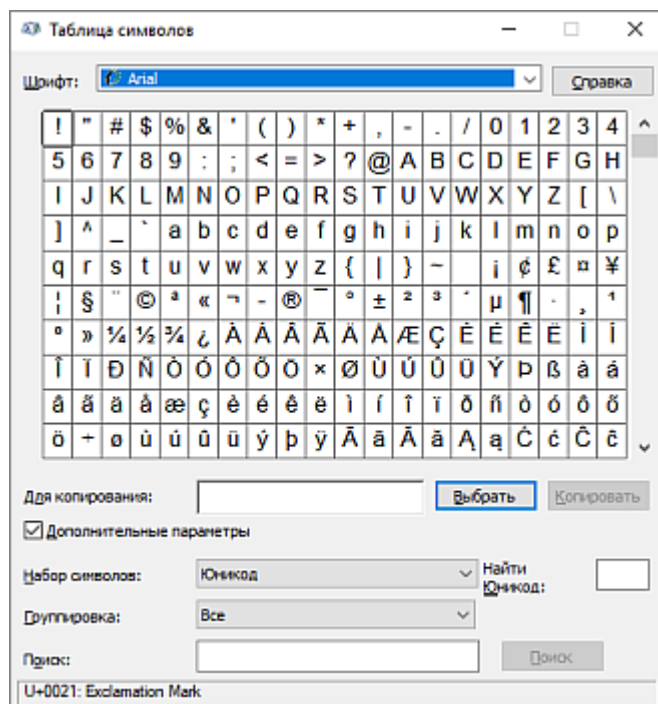 Таблица символов
Шрифт: Arial Справка
! " # $ % & ' ( ) * + , - . / 0 1 2 3 4
5 6 7 8 9 : ; < = > ? @ A B C D E F G H
I J K L M N O P Q R S T U V W X Y Z [ \
] ^ _ ` a b c d e f g h i j k l m n o p
q r s t u v w x y z { | } ~ ¡ ¢ £ ¤ ¥
¦ § ¨ © ª « ¬ - ® ¯ ° ± ² ³ ´ µ ¶ · ¸ ¹
º » ¼ ½ ¾ ¿ À Á Â Ã Ä Å Æ Ç È É Ê Ë Ì Í
Î Ï Ð Ñ Ò Ó Ô Õ Ö × Ø Ù Ú Û Ü Ý Þ ß à á
â ã ä å æ ç è é ê ë ì í î ï ð ñ ò ó ô õ
ö ÷ ø ù ú û ü ý þ ÿ Ā ā Ă ă Ą ą Ć ć Ĉ ĉ
Для копирования: Выбрать Копировать
Дополнительные параметры
Набор символов: Юникод Найти Юникод:
Группировка: Все
Поиск: Поиск
U+0021: Exclamation Mark